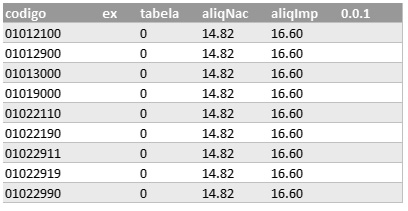 codigo ex tabela aliqNac aliqImp 0.0.1
01012100 0 14.82 16.60
01012900 0 14.82 16.60
01013000 0 14.82 16.60
01019000 0 14.82 16.60
01022110 0 14.82 16.60
01022190 0 14.82 16.60
01022911 0 14.82 16.60
01022919 0 14.82 16.60
01022990 0 14.82 16.60